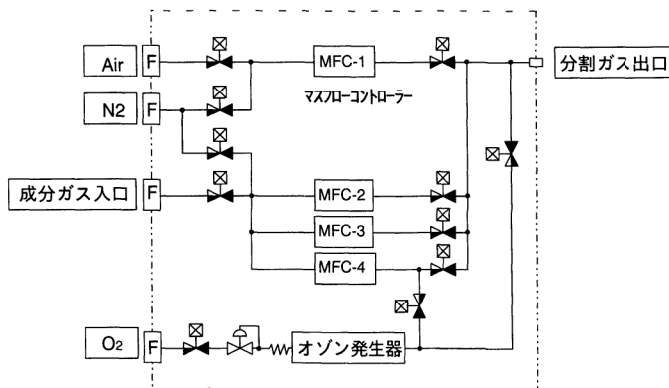 Air
F
MFC-1
分割ガス出口
マスフローコントローラー
N2
F
成分ガス入口
F
MFC-2
MFC-3
MFC-4
O2
F
オゾン発生器